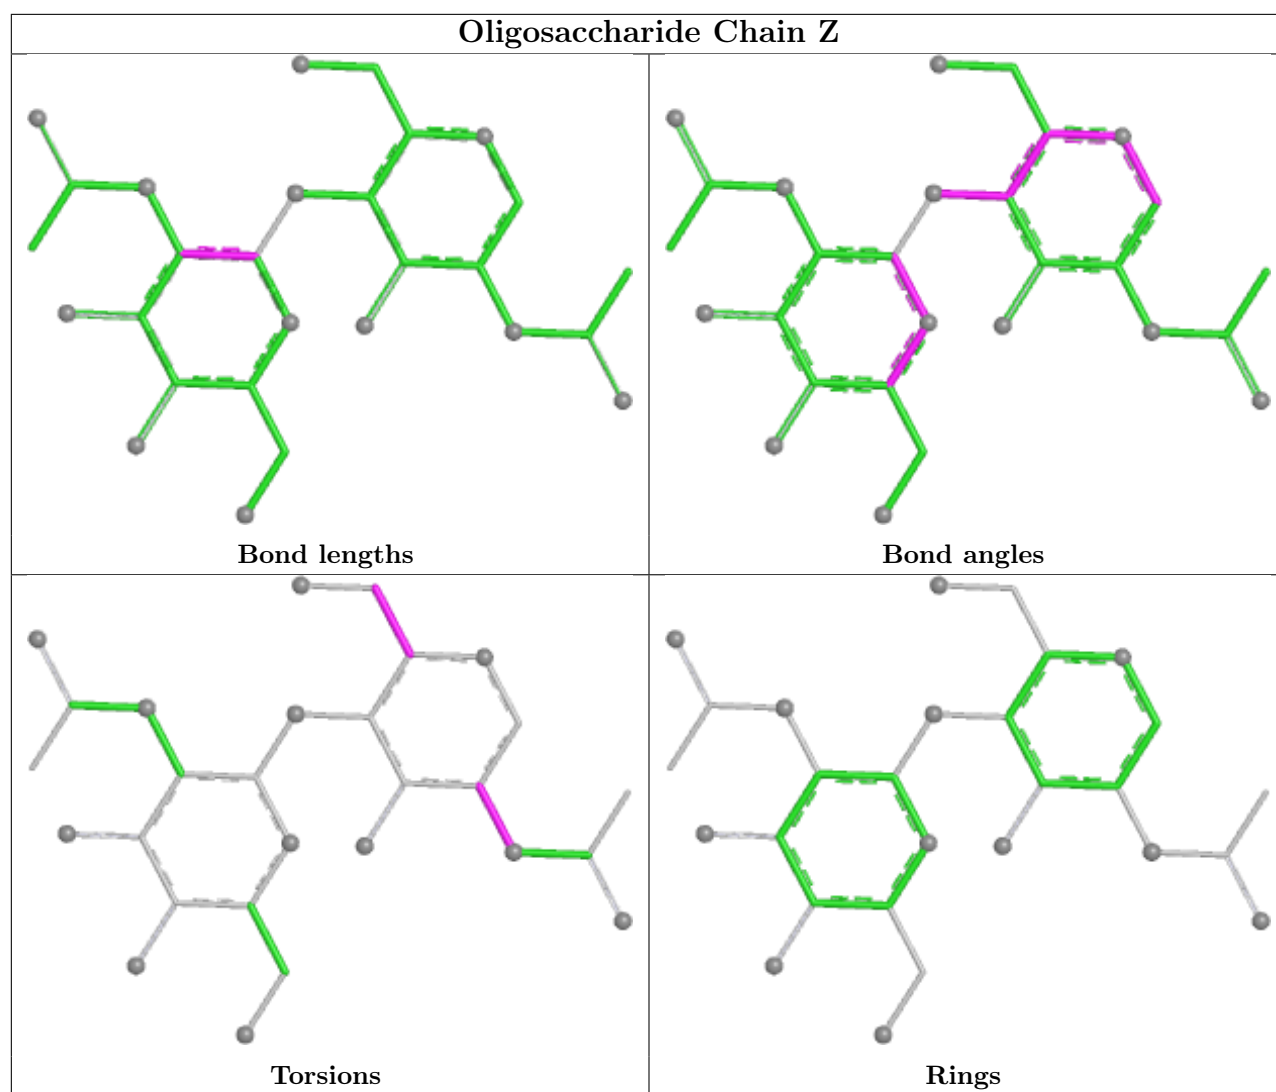 Oligosaccharide Chain Z
Bond lengths
Bond angles
Torsions
Rings